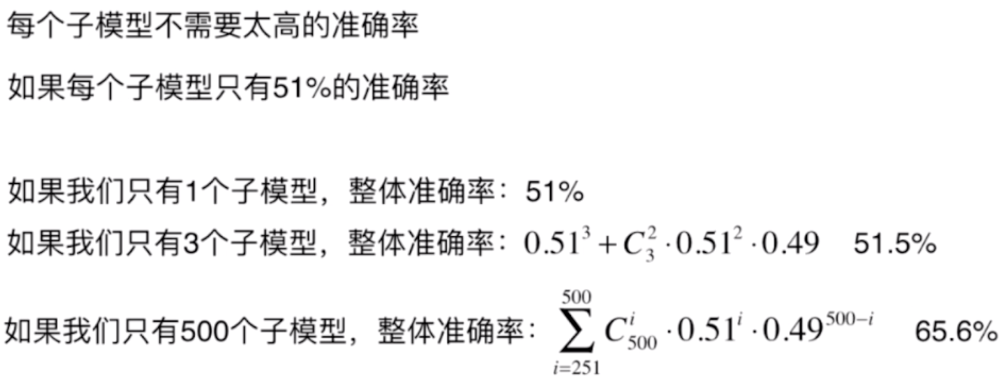 每个子模型不需要太高的准确率
如果每个子模型只有51%的准确率
如果我们只有1个子模型，整体准确率：51%
如果我们只有3个子模型，整体准确率：$0.51^3 + C_3^2 \cdot 0.51^2 \cdot 0.49$ 51.5%
如果我们只有500个子模型，整体准确率：$\sum_{i=251}^{500} C_{500}^i \cdot 0.51^i \cdot 0.49^{500-i}$ 65.6%